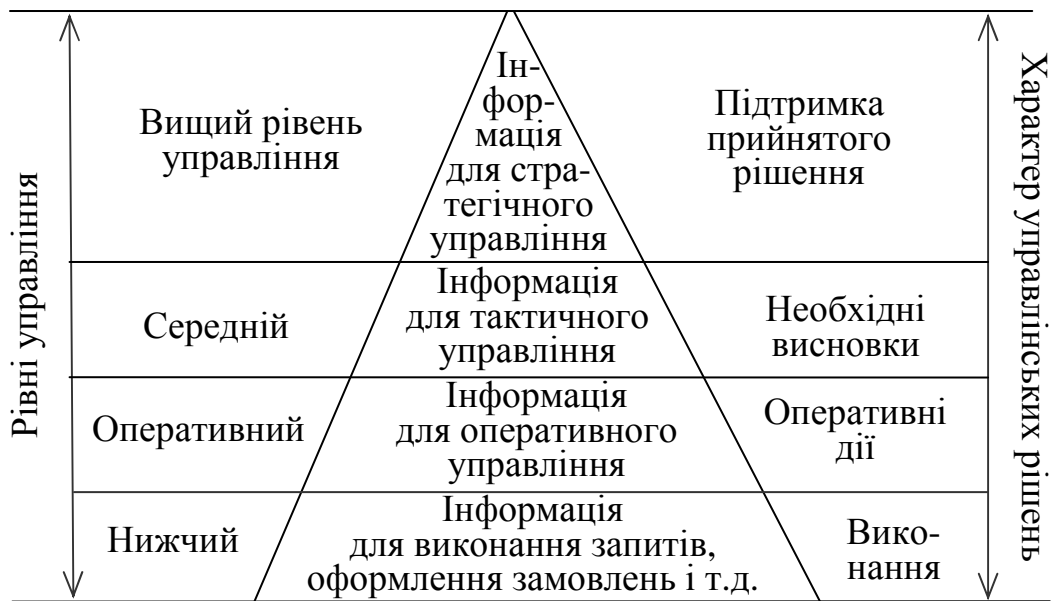 Рівні управління
Вищий рівень
управління
Ін-
фор-
мація
для стра-
тегічного
управління
Підтримка
прийнятого
рішення
Середній
Інформація
для тактичного
управління
Необхідні
висновки
Оперативний
Інформація
для оперативного
управління
Оперативні
дії
Нижчий
Інформація
для виконання запитів,
оформлення замовлень і т.д.
Вико-
нання
Характер управлінських рішень